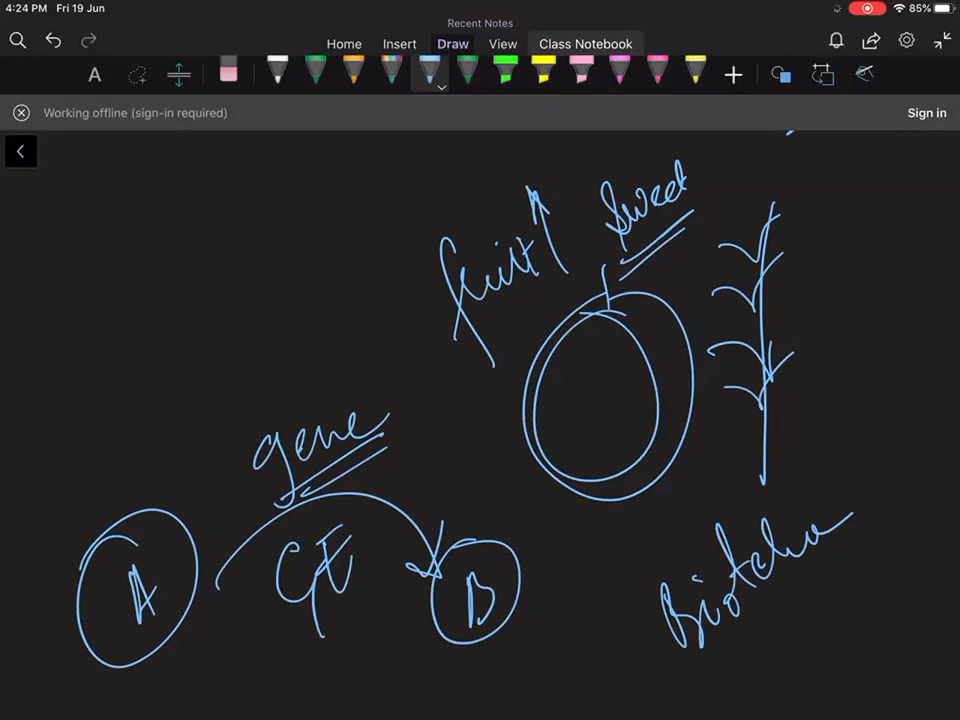 4:24 PM Fri 19 Jun
85%
Recent Notes
Home Insert Draw View Class Notebook
A
Working offline (sign-in required) Sign in
Sweet
fruit
gene
A
GE
B